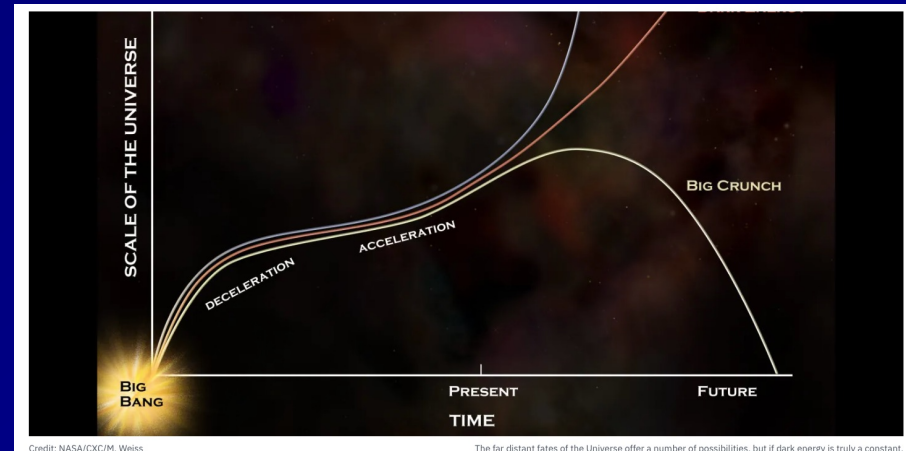 SCALE OF THE UNIVERSE
BIG CRUNCH
DECELERATION
ACCELERATION
BIG
BANG
PRESENT
FUTURE
TIME
Credit: NASA/CXC/M. Weiss
The far distant fates of the Universe offer a number of possibilities, but if dark energy is truly a constant,